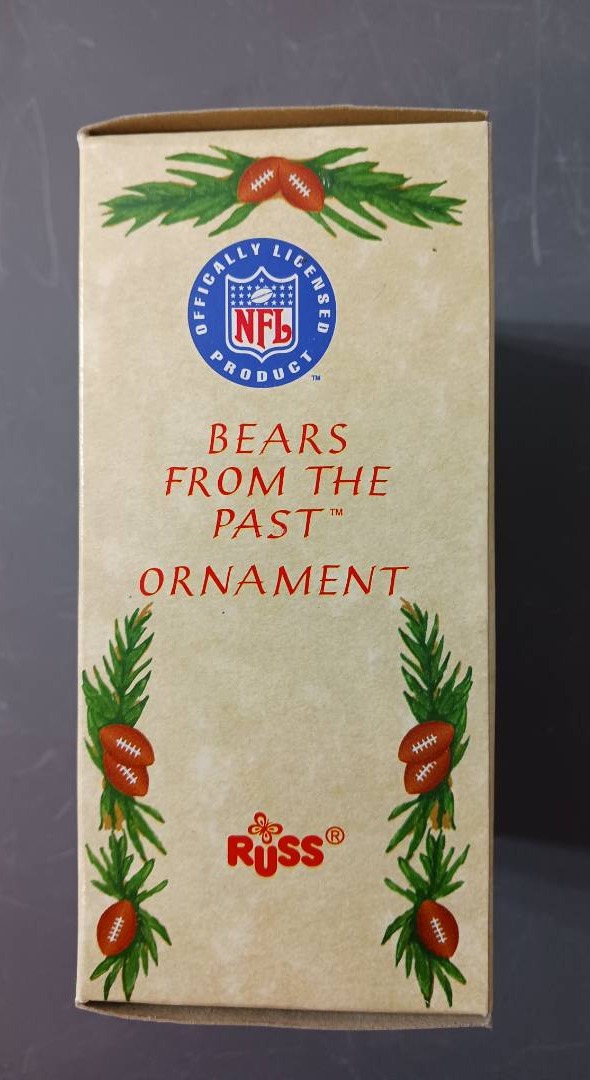 OFFICALLY LICENSED
NFL
PRODUCT
TM
BEARS
FROM THE
PAST™
ORNAMENT
RUSS®